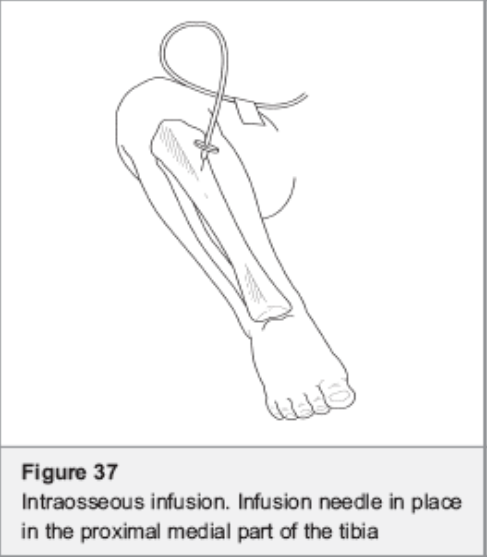 Figure 37
Intraosseous infusion. Infusion needle in place
in the proximal medial part of the tibia